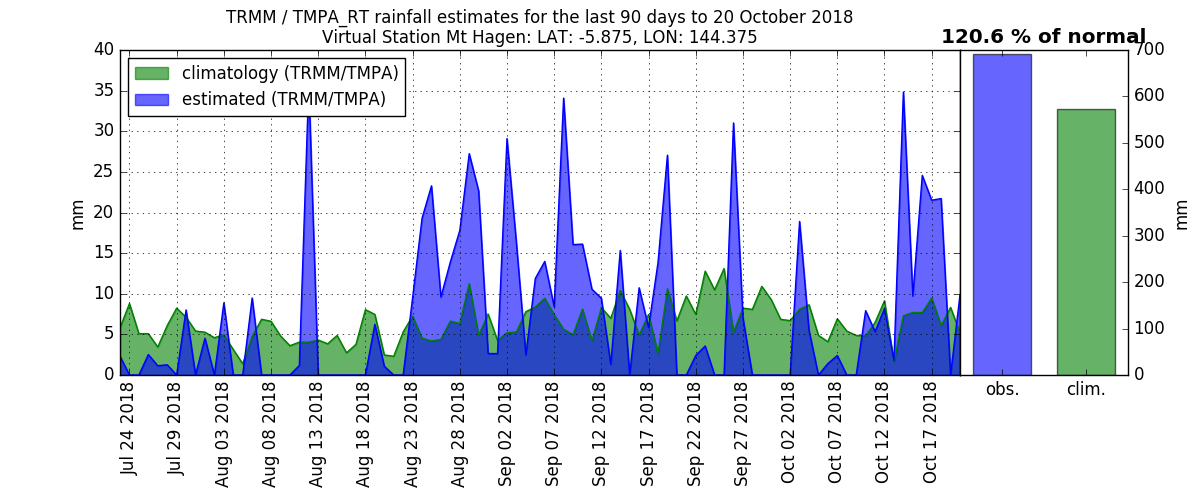 TRMM / TMPA_RT rainfall estimates for the last 90 days to 20 October 2018
Virtual Station Mt Hagen: LAT: -5.875, LON: 144.375
120.6 % of normal
climatology (TRMM/TMPA)
estimated (TRMM/TMPA)
mm
40
35
30
25
20
15
10
5
0
Jul 24 2018
Jul 29 2018
Aug 03 2018
Aug 08 2018
Aug 13 2018
Aug 18 2018
Aug 23 2018
Aug 28 2018
Sep 02 2018
Sep 07 2018
Sep 12 2018
Sep 17 2018
Sep 22 2018
Sep 27 2018
Oct 02 2018
Oct 07 2018
Oct 12 2018
Oct 17 2018
obs.
clim.
700
600
500
400
300
200
100
0
mm